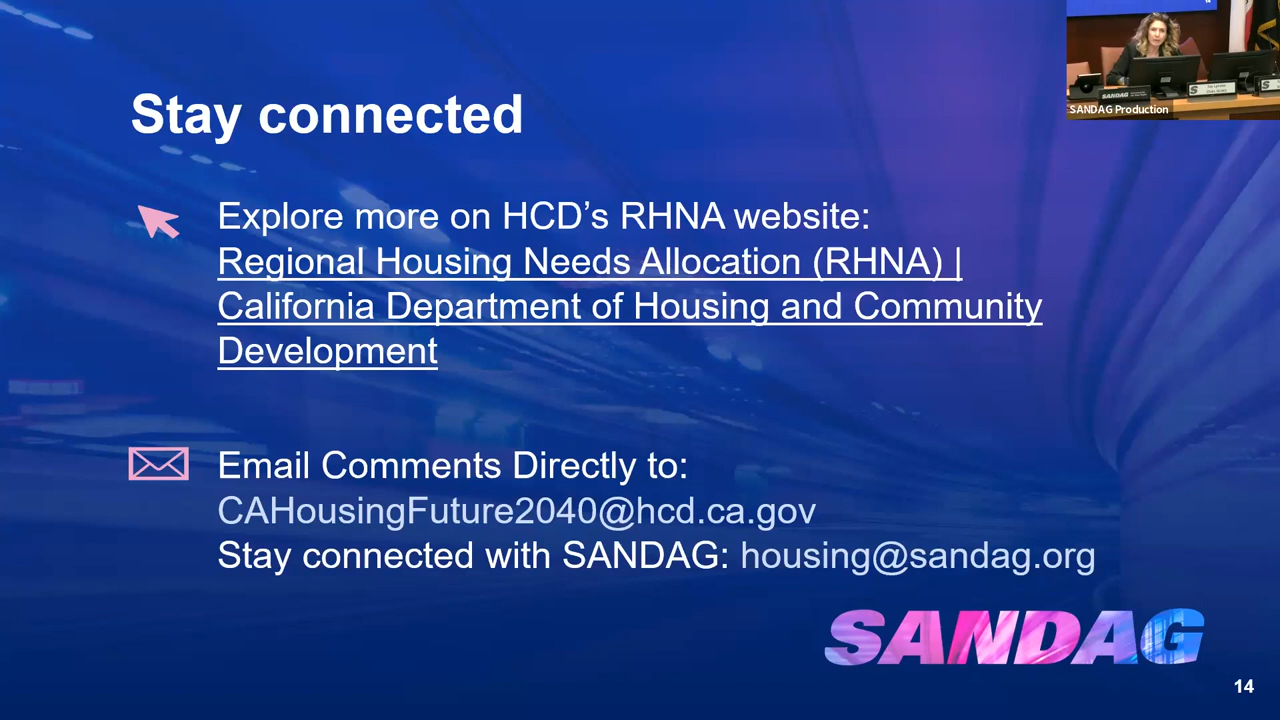 Stay connected
Explore more on HCD’s RHNA website:
Regional Housing Needs Allocation (RHNA) |
California Department of Housing and Community
Development
Email Comments Directly to:
CAHousingFuture2040@hcd.ca.gov
Stay connected with SANDAG: housing@sandag.org
SANDAG
14
SANDAG
SANDAG Production